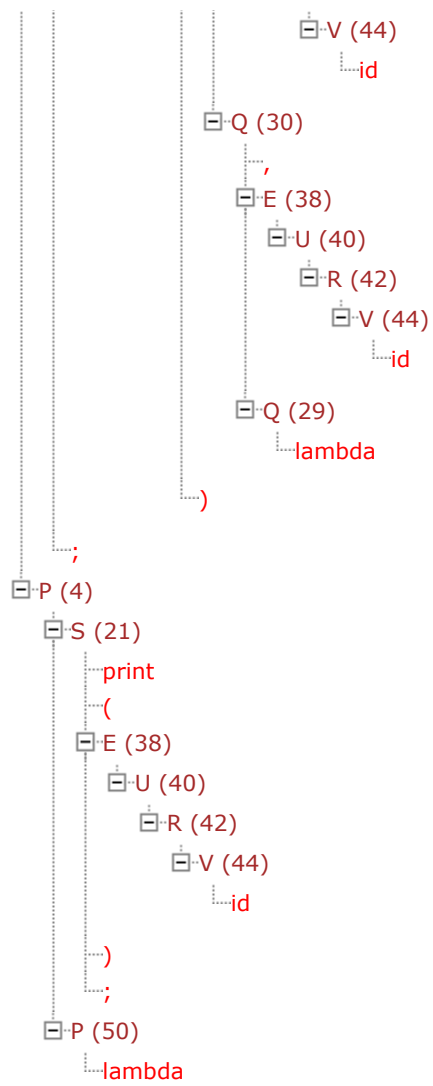 V (44)
id
Q (30)
,
E (38)
U (40)
R (42)
V (44)
id
Q (29)
lambda
)
;
P (4)
S (21)
print
(
E (38)
U (40)
R (42)
V (44)
id
)
;
P (50)
lambda